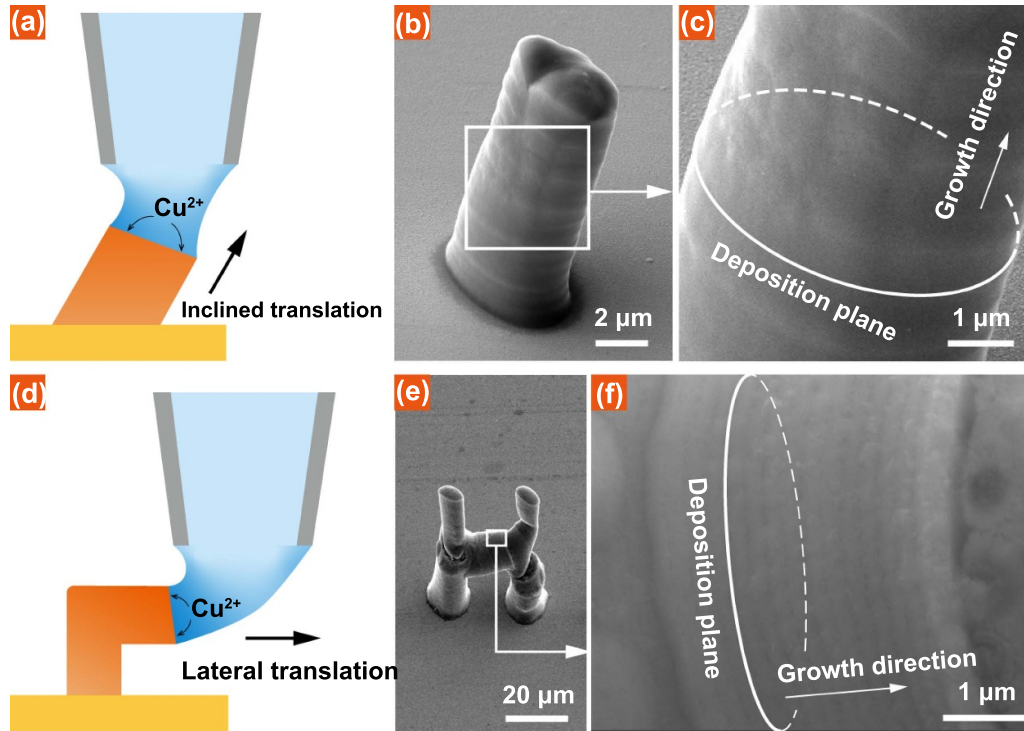 (a)
Cu²⁺
Inclined translation
(b)
2 µm
(c)
Growth direction
Deposition plane
1 µm
(d)
Cu²⁺
Lateral translation
(e)
20 µm
(f)
Deposition plane
Growth direction
1 µm